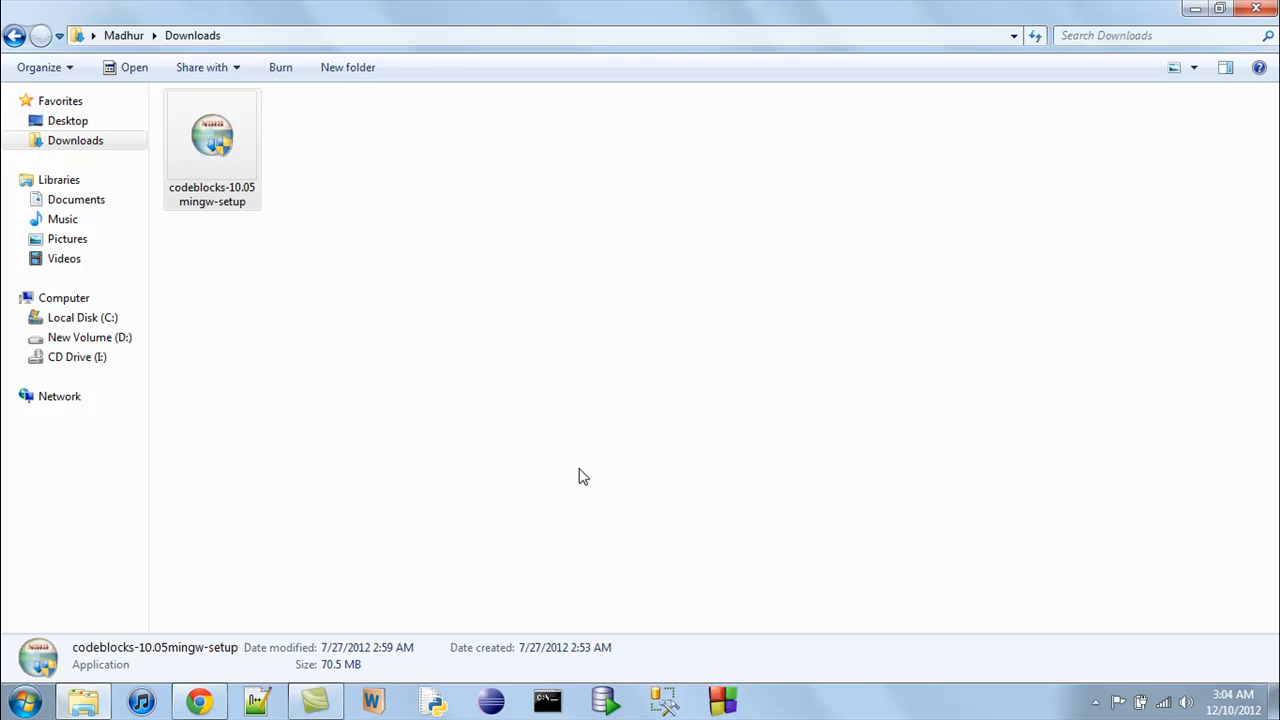 Madhur
Downloads
Search Downloads
Organize
Open
Share with
Burn
New folder
Favorites
Desktop
Downloads
Libraries
Documents
Music
Pictures
Videos
Computer
Local Disk (C:)
New Volume (D:)
CD Drive (I:)
Network
codeblocks-10.05
mingw-setup
codeblocks-10.05mingw-setup Date modified: 7/27/2012 2:59 AM Date created: 7/27/2012 2:53 AM
Application Size: 70.5 MB
3:04 AM
12/10/2012